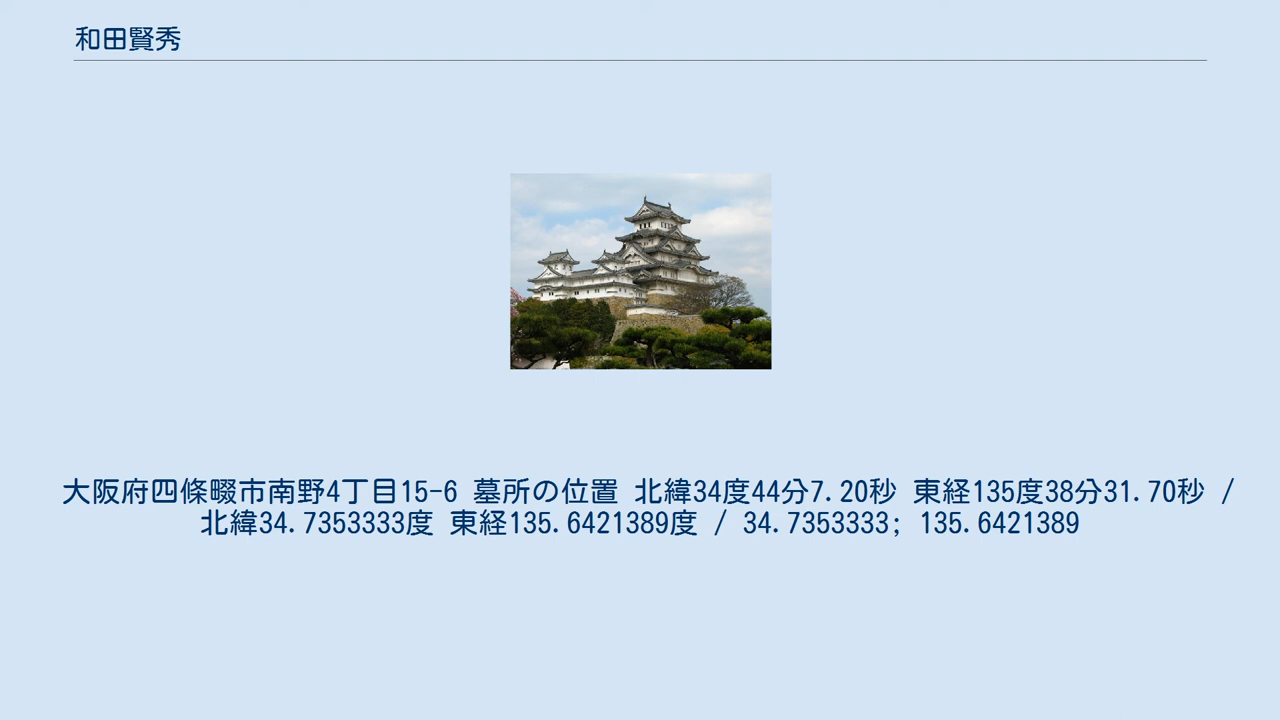 和田賢秀
大阪府四條畷市南野4丁目15-6 墓所の位置 北緯34度44分7.20秒 東経135度38分31.70秒 /
北緯34.7353333度 東経135.6421389度 / 34.7353333; 135.6421389